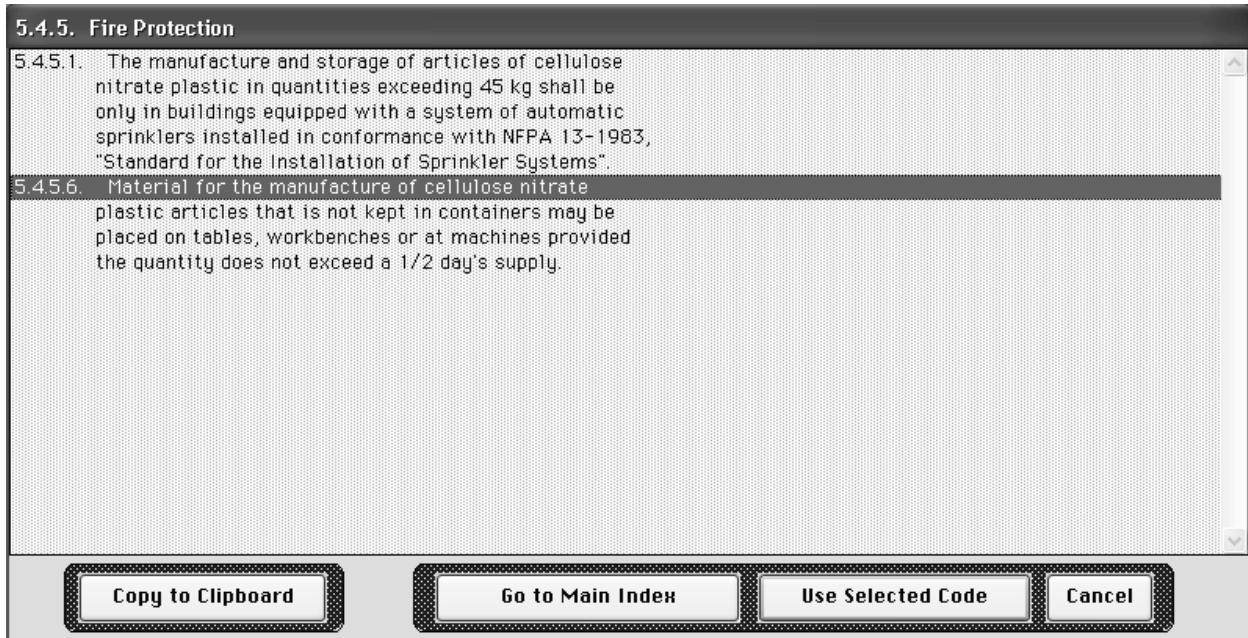 5.4.5. Fire Protection
5.4.5.1. The manufacture and storage of articles of cellulose
nitrate plastic in quantities exceeding 45 kg shall be
only in buildings equipped with a system of automatic
sprinklers installed in conformance with NFPA 13-1983,
"Standard for the Installation of Sprinkler Systems".
5.4.5.6. Material for the manufacture of cellulose nitrate
plastic articles that is not kept in containers may be
placed on tables, workbenches or at machines provided
the quantity does not exceed a 1/2 day's supply.
Copy to Clipboard
Go to Main Index
Use Selected Code
Cancel